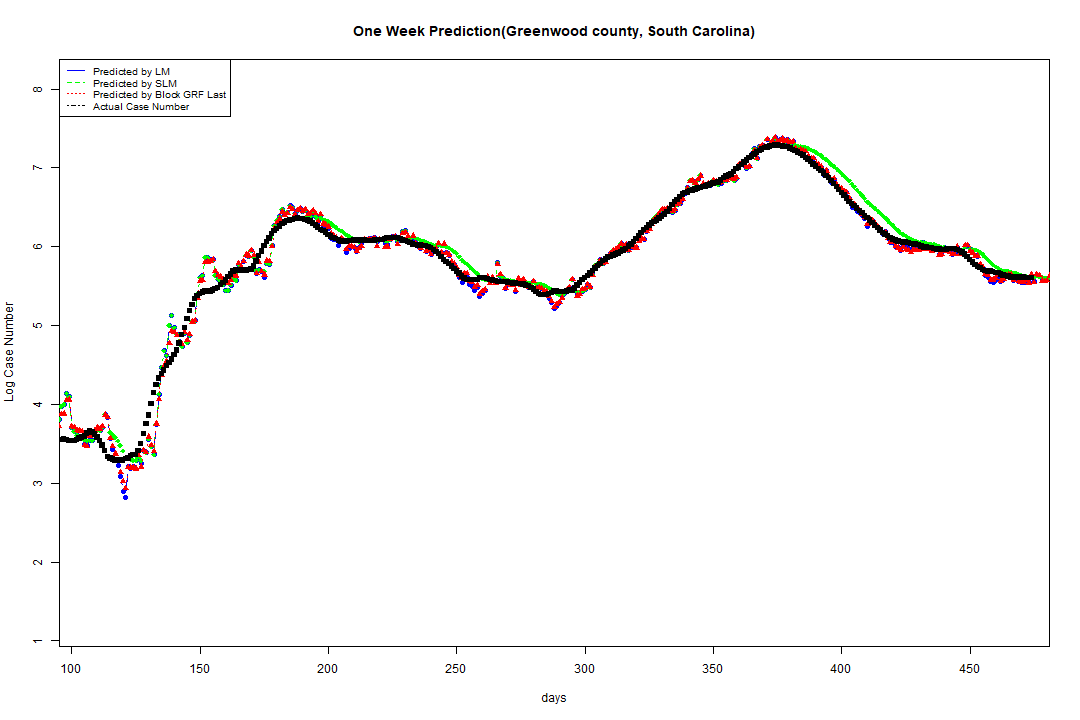 One Week Prediction(Greenwood county, South Carolina)
Predicted by LM
Predicted by SLM
Predicted by Block GRF Last
Actual Case Number
8
7
6
5
4
3
2
1
Log Case Number
100 150 200 250 300 350 400 450
days